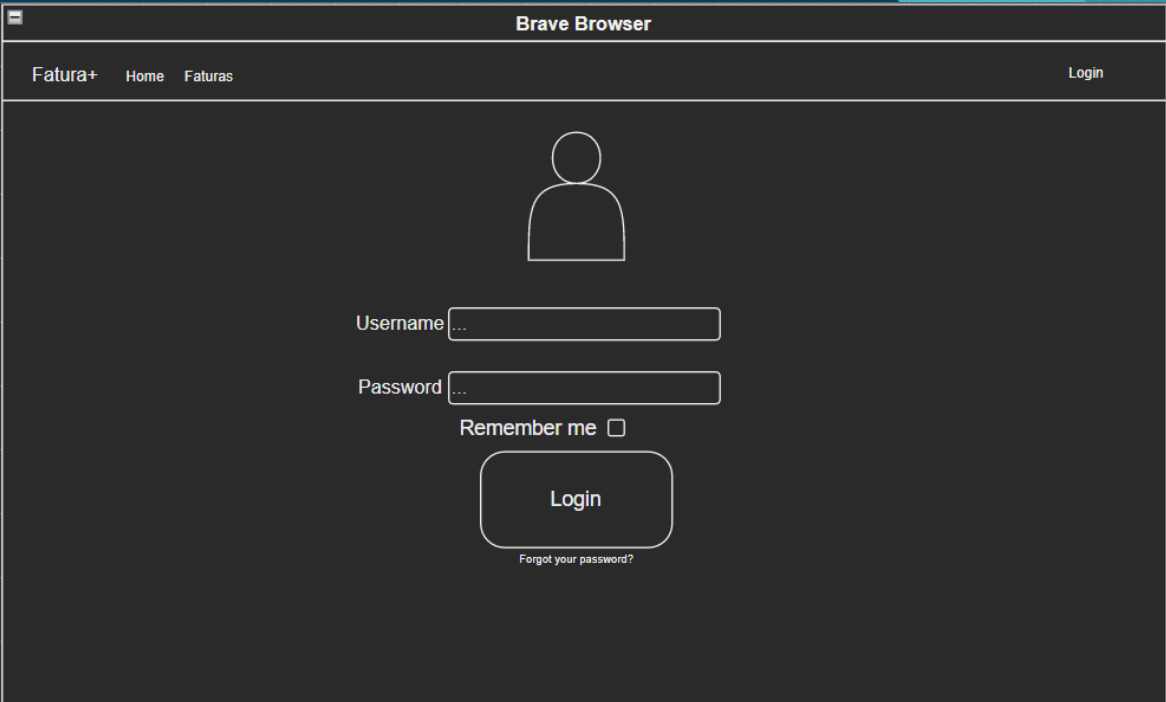 Brave Browser
Fatura+ Home Faturas Login
Username ...
Password ...
Remember me
Login
Forgot your password?